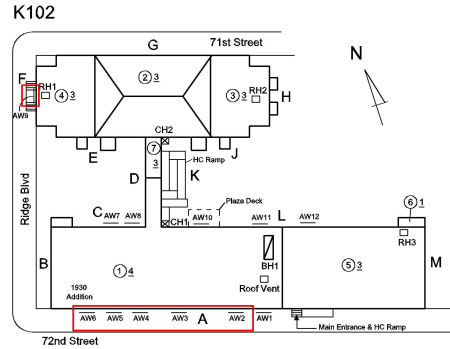 K102
G
71st Street
N
F
RH1
④ 3
② 3
③ 3
RH2
H
AW9
CH2
E
⑦
3
J
HC Ramp
D
K
Ridge Blvd
Plaza Deck
⑥ 1
C
AW7
AW8
CH1
AW10
AW11
L
AW12
RH3
B
① 4
BH1
⑤ 3
M
1930
Addition
Roof Vent
AW6
AW5
AW4
AW3
A
AW2
AW1
Main Entrance & HC Ramp
72nd Street